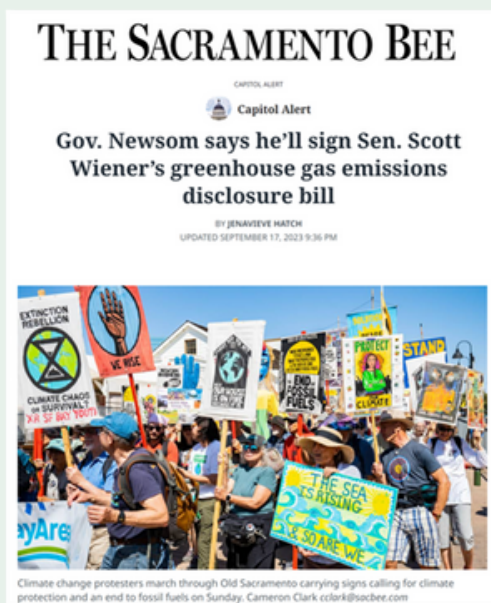 THE SACRAMENTO BEE
CAPITOL ALERT
Capitol Alert
Gov. Newsom says he'll sign Sen. Scott
Wiener's greenhouse gas emissions
disclosure bill
BY JENAVIEVE HATCH
UPDATED SEPTEMBER 17, 2023 9:36 PM
EXTINCTION
REBELLION
CLIMATE CHAOS
OR SURVIVAL?
XR SF BAY YOUTH
WE RISE
END
FOSSIL
FUELS
PROTECT
CLIMATE
STAND
THE SEA
IS RISING
& SO ARE WE
ayArea
Climate change protesters march through Old Sacramento carrying signs calling for climate
protection and an end to fossil fuels on Sunday. Cameron Clark cclark@sacbee.com